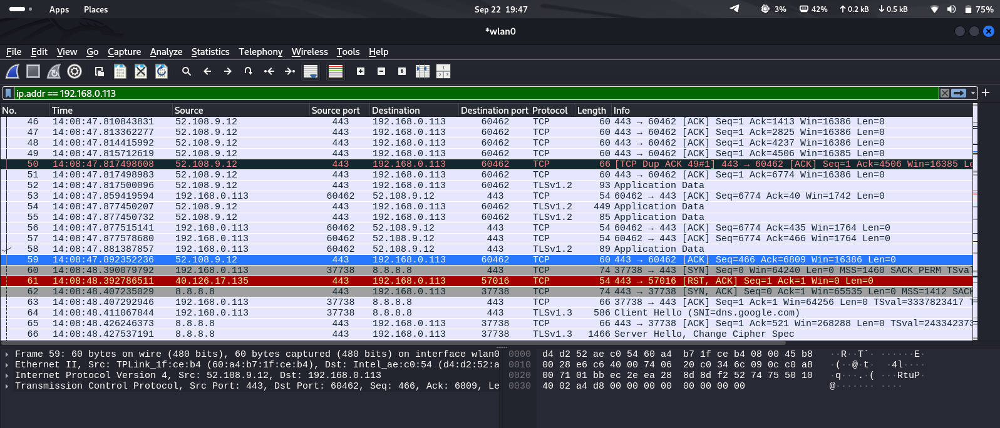 Apps Places Sep 22 19:47 3% 42% ↑0.2 kB ↓0.5 kB 75%
*wlan0
File Edit View Go Capture Analyze Statistics Telephony Wireless Tools Help
ip.addr == 192.168.0.113
No. Time Source Source port Destination Destination port Protocol Length Info
46 14:08:47.810843831 52.108.9.12 443 192.168.0.113 60462 TCP 60 443 → 60462 [ACK] Seq=1 Ack=1413 Win=16386 Len=0
47 14:08:47.813362277 52.108.9.12 443 192.168.0.113 60462 TCP 60 443 → 60462 [ACK] Seq=1 Ack=2825 Win=16386 Len=0
48 14:08:47.814415992 52.108.9.12 443 192.168.0.113 60462 TCP 60 443 → 60462 [ACK] Seq=1 Ack=4237 Win=16386 Len=0
49 14:08:47.815712619 52.108.9.12 443 192.168.0.113 60462 TCP 60 443 → 60462 [ACK] Seq=1 Ack=4506 Win=16385 Len=0
50 14:08:47.817498608 52.108.9.12 443 192.168.0.113 60462 TCP 66 [TCP Dup ACK 49#1] 443 → 60462 [ACK] Seq=1 Ack=4506 Win=16385 Le
51 14:08:47.817498983 52.108.9.12 443 192.168.0.113 60462 TCP 60 443 → 60462 [ACK] Seq=1 Ack=6774 Win=16386 Len=0
52 14:08:47.817500096 52.108.9.12 443 192.168.0.113 60462 TLSv1.2 93 Application Data
53 14:08:47.859419594 192.168.0.113 60462 52.108.9.12 443 TCP 54 60462 → 443 [ACK] Seq=6774 Ack=40 Win=1742 Len=0
54 14:08:47.877450207 52.108.9.12 443 192.168.0.113 60462 TLSv1.2 449 Application Data
55 14:08:47.877450732 52.108.9.12 443 192.168.0.113 60462 TLSv1.2 85 Application Data
56 14:08:47.877515141 192.168.0.113 60462 52.108.9.12 443 TCP 54 60462 → 443 [ACK] Seq=6774 Ack=435 Win=1764 Len=0
57 14:08:47.877578680 192.168.0.113 60462 52.108.9.12 443 TCP 54 60462 → 443 [ACK] Seq=6774 Ack=466 Win=1764 Len=0
58 14:08:47.881387857 192.168.0.113 60462 52.108.9.12 443 TLSv1.2 89 Application Data
59 14:08:47.892352236 52.108.9.12 443 192.168.0.113 60462 TCP 60 443 → 60462 [ACK] Seq=466 Ack=6809 Win=16386 Len=0
60 14:08:48.390079792 192.168.0.113 37738 8.8.8.8 443 TCP 74 37738 → 443 [SYN] Seq=0 Win=64240 Len=0 MSS=1460 SACK_PERM TSval
61 14:08:48.392786511 40.126.17.135 443 192.168.0.113 57016 TCP 54 443 → 57016 [RST, ACK] Seq=1 Ack=1 Win=0 Len=0
62 14:08:48.407235029 8.8.8.8 443 192.168.0.113 37738 TCP 74 443 → 37738 [SYN, ACK] Seq=0 Ack=1 Win=65535 Len=0 MSS=1412 SACK
63 14:08:48.407292946 192.168.0.113 37738 8.8.8.8 443 TCP 66 37738 → 443 [ACK] Seq=1 Ack=1 Win=64256 Len=0 TSval=3337823417 T
64 14:08:48.411067844 192.168.0.113 37738 8.8.8.8 443 TLSv1.3 586 Client Hello (SNI=dns.google.com)
65 14:08:48.426246373 8.8.8.8 443 192.168.0.113 37738 TCP 66 443 → 37738 [ACK] Seq=1 Ack=521 Win=268288 Len=0 TSval=243342373
66 14:08:48.427537191 8.8.8.8 443 192.168.0.113 37738 TLSv1.3 1466 Server Hello, Change Cipher Spec
Frame 59: 60 bytes on wire (480 bits), 60 bytes captured (480 bits) on interface wlan0
Ethernet II, Src: TPLink_1f:ce:b4 (60:a4:b7:1f:ce:b4), Dst: Intel_ae:c0:54 (d4:d2:52:a
Internet Protocol Version 4, Src: 52.108.9.12, Dst: 192.168.0.113
Transmission Control Protocol, Src Port: 443, Dst Port: 60462, Seq: 466, Ack: 6809, Le
0000 d4 d2 52 ae c0 54 60 a4 b7 1f ce b4 08 00 45 b8 ··R··T`· ······E·
0010 00 28 e6 c6 40 00 74 06 20 c0 34 6c 09 0c c0 a8 ·(··@·t· ·4l····
0020 00 71 01 bb ec 2e ea 28 8d 8d f2 52 74 75 50 10 ·q···.·( ···RtuP·
0030 40 02 a4 d8 00 00 00 00 00 00 00 00 @······· ····